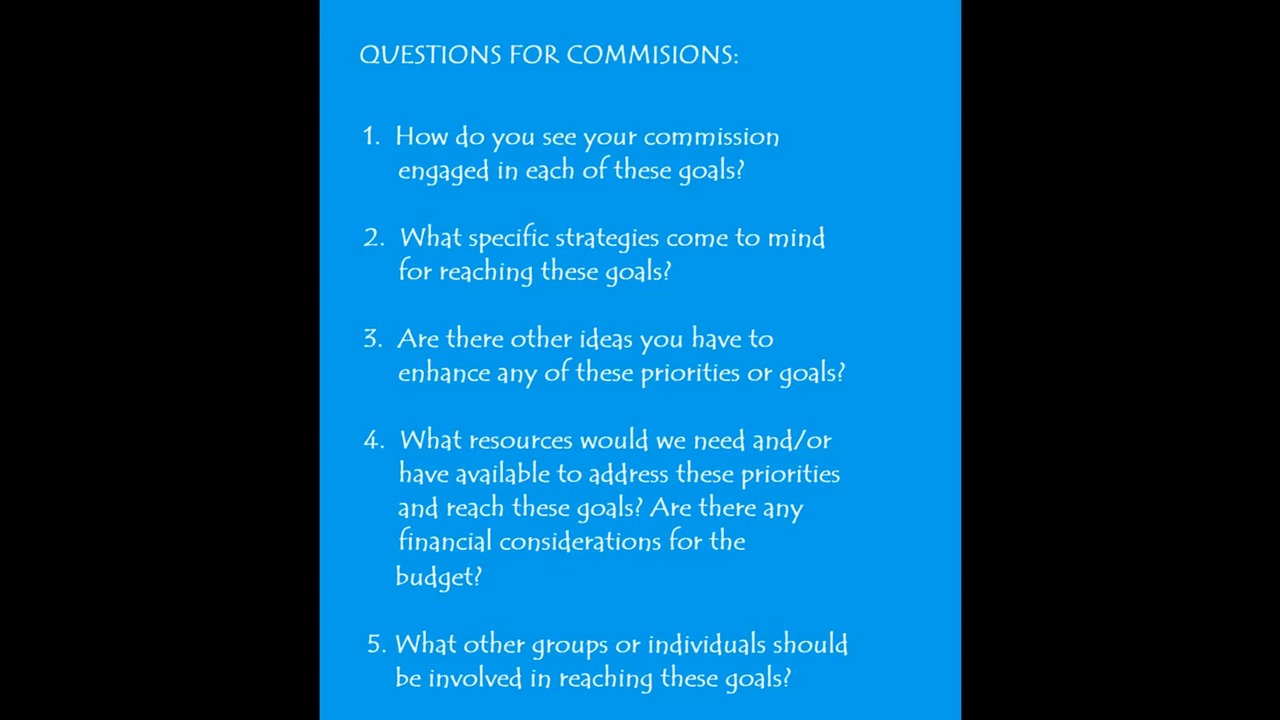 QUESTIONS FOR COMMISIONS:
1. How do you see your commission
engaged in each of these goals?
2. What specific strategies come to mind
for reaching these goals?
3. Are there other ideas you have to
enhance any of these priorities or goals?
4. What resources would we need and/or
have available to address these priorities
and reach these goals? Are there any
financial considerations for the
budget?
5. What other groups or individuals should
be involved in reaching these goals?